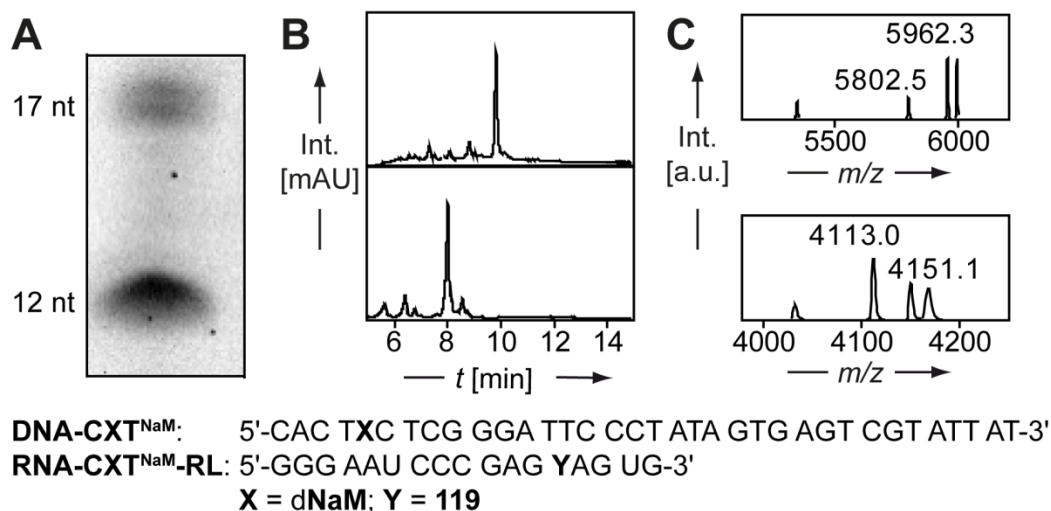 A
17 nt
12 nt
B
Int.
[mAU]
6 8 10 12 14
t [min]
C
5962.3
5802.5
Int.
[a.u.]
5500 6000
m/z
4113.0
4151.1
4000 4100 4200
m/z
DNA-CXTNaM: 5'-CAC TXC TCG GGA TTC CCT ATA GTG AGT CGT ATT AT-3'
RNA-CXTNaM-RL: 5'-GGG AAU CCC GAG YAG UG-3'
X = dNaM; Y = 119